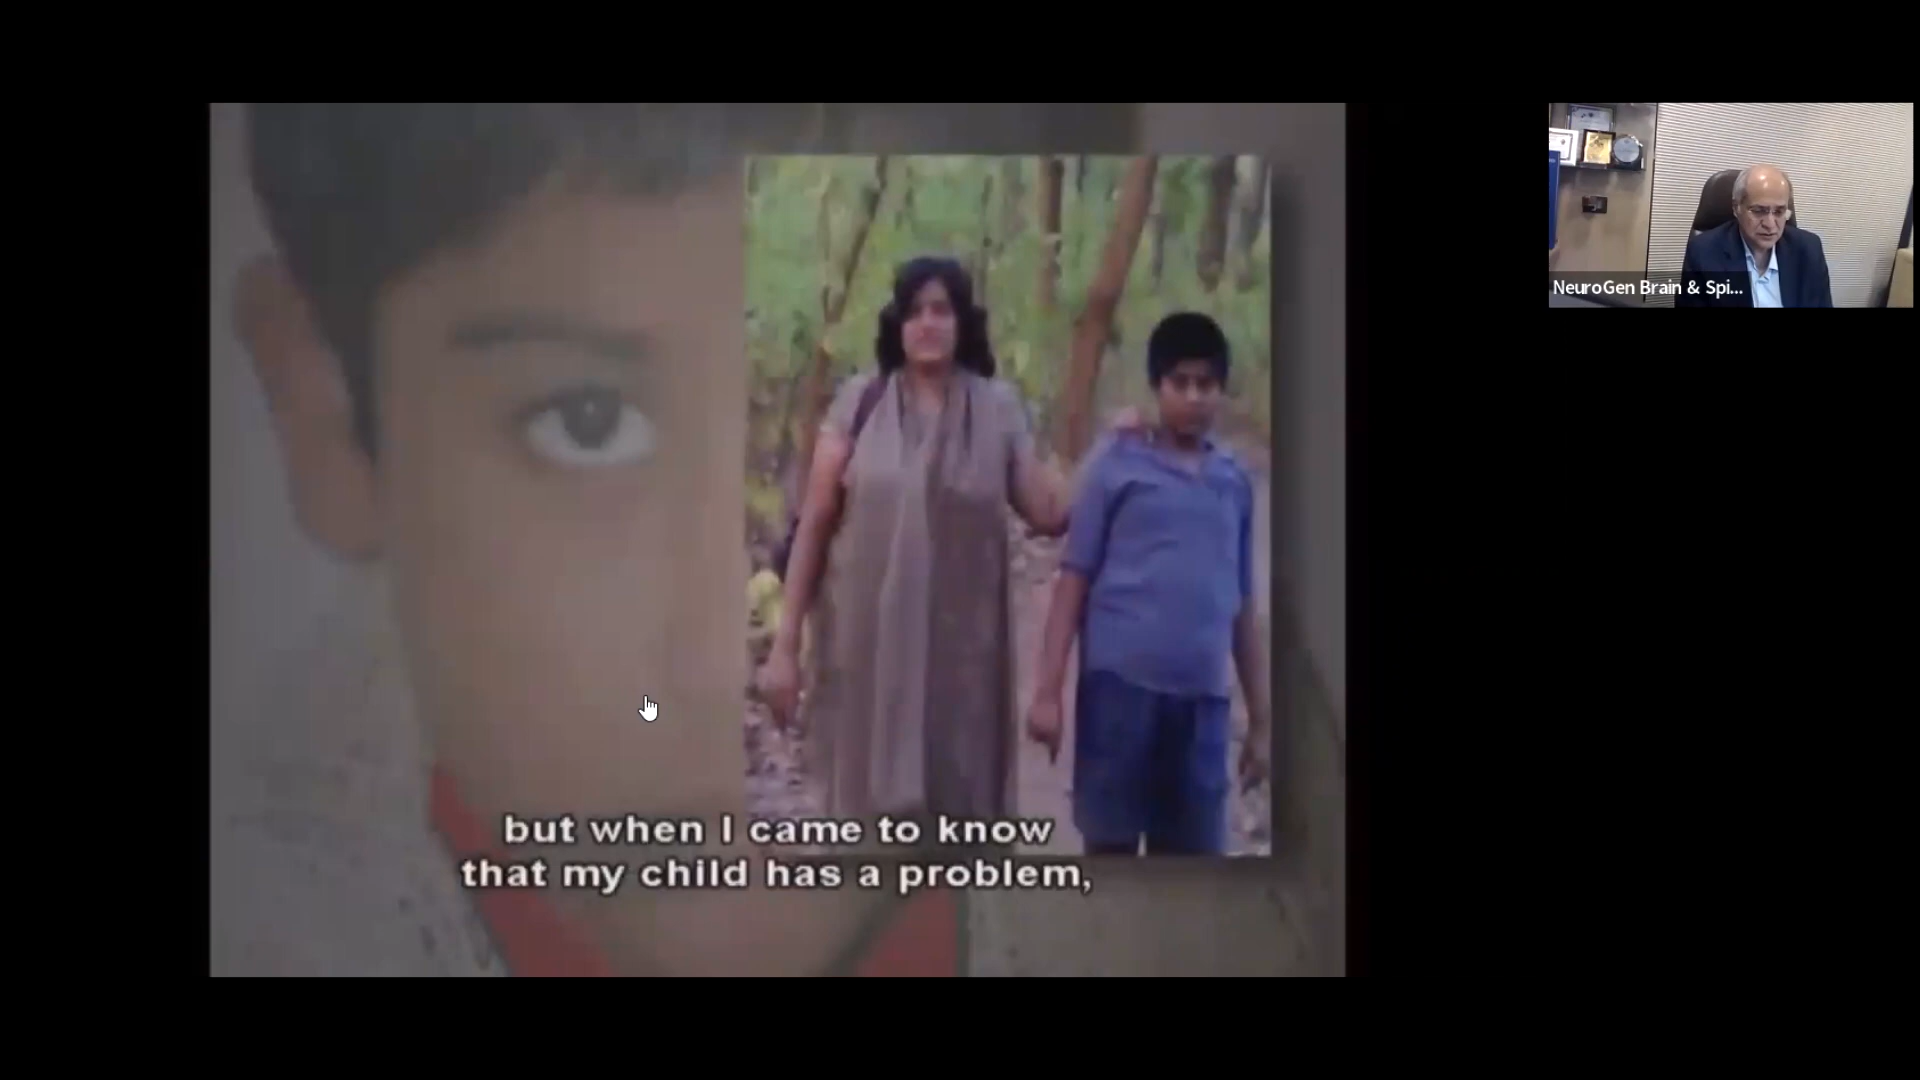 but when I came to know
that my child has a problem,
NeuroGen Brain & Spi...